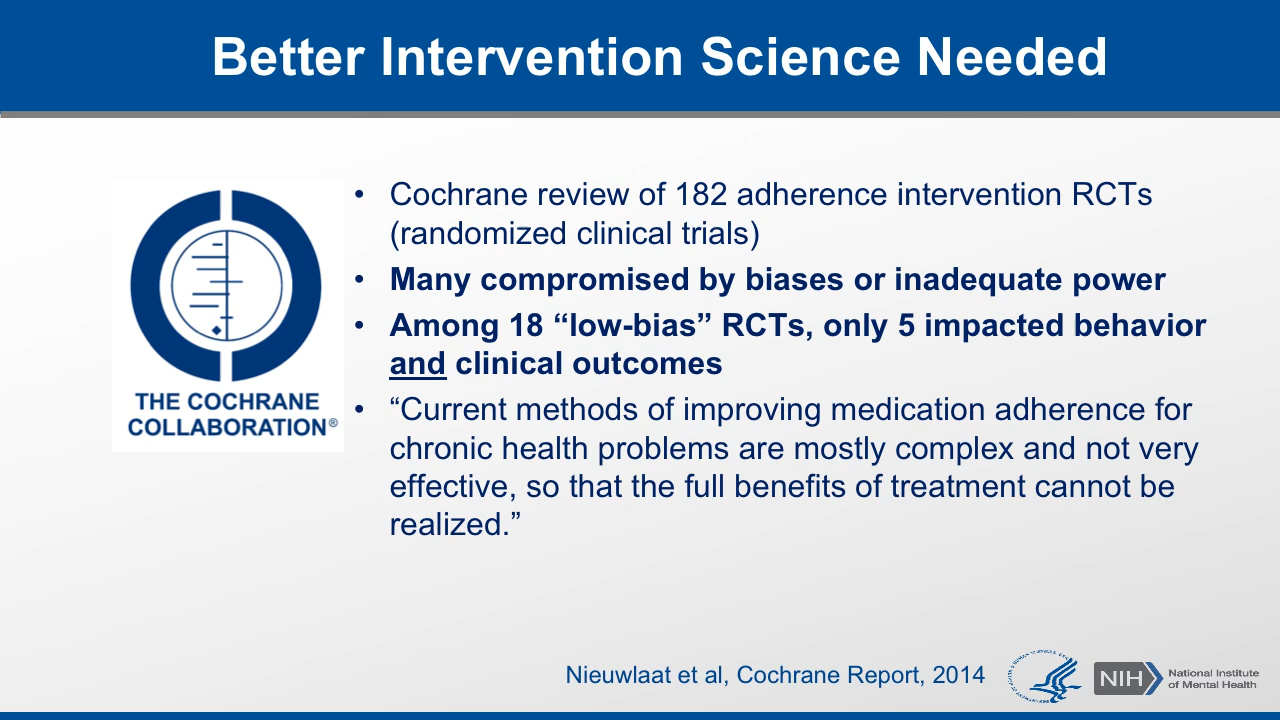 Better Intervention Science Needed
• Cochrane review of 182 adherence intervention RCTs
(randomized clinical trials)
• Many compromised by biases or inadequate power
• Among 18 “low-bias” RCTs, only 5 impacted behavior
and clinical outcomes
• “Current methods of improving medication adherence for
chronic health problems are mostly complex and not very
effective, so that the full benefits of treatment cannot be
realized.”
THE COCHRANE
COLLABORATION®
Nieuwlaat et al, Cochrane Report, 2014
NIH
National Institute
of Mental Health